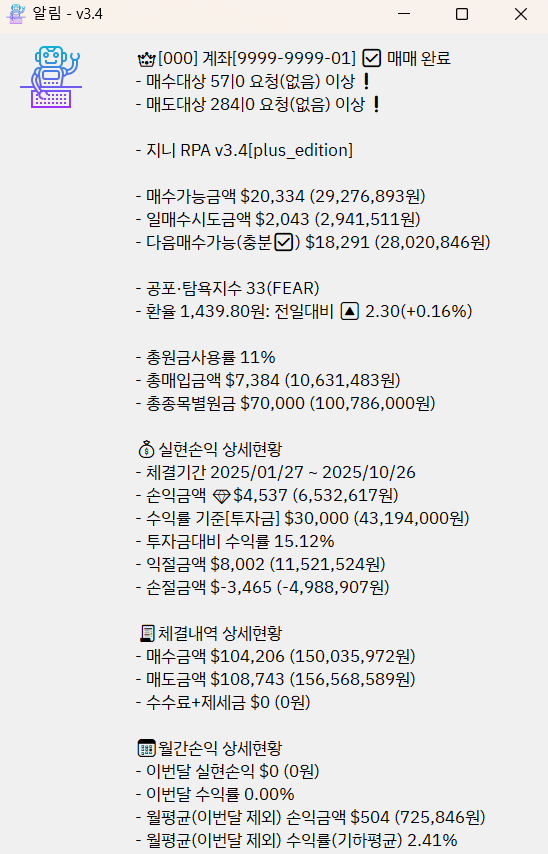 알림 - v3.4
[000] 계좌[9999-9999-01] ☑ 매매 완료
- 매수대상 57|0 요청(없음) 이상❗
- 매도대상 284|0 요청(없음) 이상❗
- 지니 RPA v3.4[plus_edition]
- 매수가능금액 $20,334 (29,276,893원)
- 일매수시도금액 $2,043 (2,941,511원)
- 다음매수가능(충분☑) $18,291 (28,020,846원)
- 공포·탐욕지수 33(FEAR)
- 환율 1,439.80원: 전일대비 🔼 2.30(+0.16%)
- 총원금사용률 11%
- 총매입금액 $7,384 (10,631,483원)
- 총종목별원금 $70,000 (100,786,000원)
💰실현손익 상세현황
- 체결기간 2025/01/27 ~ 2025/10/26
- 손익금액 💎$4,537 (6,532,617원)
- 수익률 기준[투자금] $30,000 (43,194,000원)
- 투자금대비 수익률 15.12%
- 익절금액 $8,002 (11,521,524원)
- 손절금액 $-3,465 (-4,988,907원)
🧾체결내역 상세현황
- 매수금액 $104,206 (150,035,972원)
- 매도금액 $108,743 (156,568,589원)
- 수수료+제세금 $0 (0원)
📅월간손익 상세현황
- 이번달 실현손익 $0 (0원)
- 이번달 수익률 0.00%
- 월평균(이번달 제외) 손익금액 $504 (725,846원)
- 월평균(이번달 제외) 수익률(기하평균) 2.41%